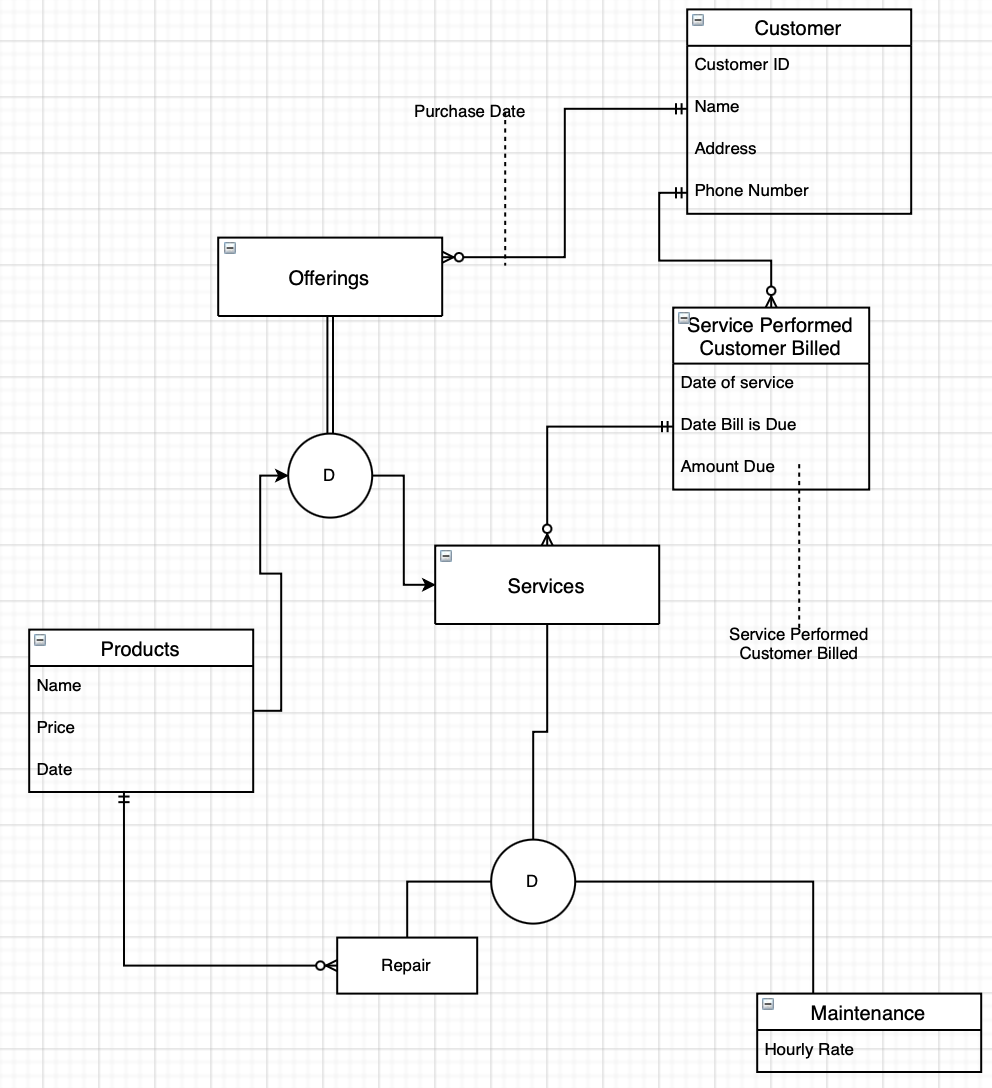 Customer
Customer ID
Name
Address
Phone Number
Purchase Date
Offerings
Service Performed
Customer Billed
Date of service
Date Bill is Due
Amount Due
D
Services
Service Performed
Customer Billed
Products
Name
Price
Date
D
Repair
Maintenance
Hourly Rate